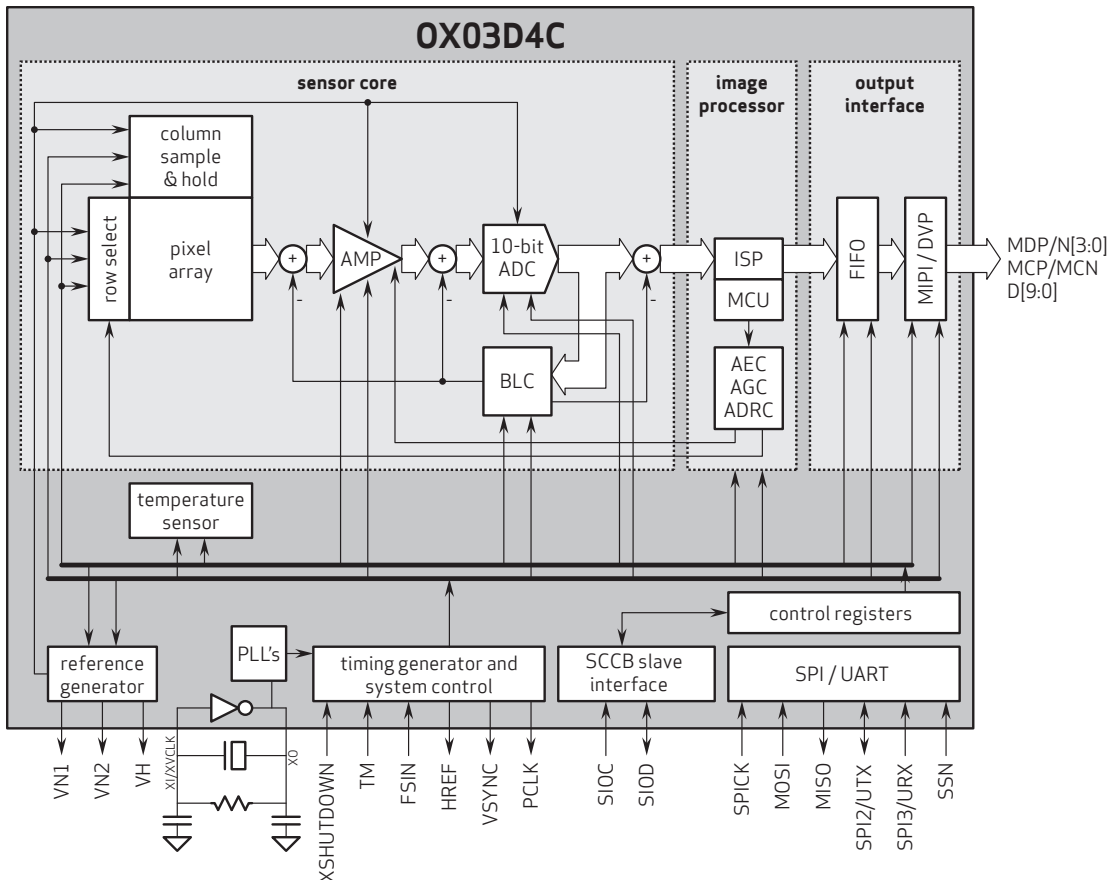 OX03D4C
sensor core
image
processor
output
interface
column
sample
& hold
row select
pixel
array
+
-
AMP
+
-
10-bit
ADC
+
-
BLC
ISP
MCU
AEC
AGC
ADRC
FIFO
MIPI / DVP
MDP/N[3:0]
MCP/MCN
D[9:0]
temperature
sensor
control registers
reference
generator
PLL's
timing generator and
system control
SCCB slave
interface
SPI / UART
VN1
VN2
VH
XI/XVCLK
XO
XSHUTDOWN
TM
FSIN
HREF
VSYNC
PCLK
SIOC
SIOD
SPICK
MOSI
MISO
SPI2/UTX
SPI3/URX
SSN